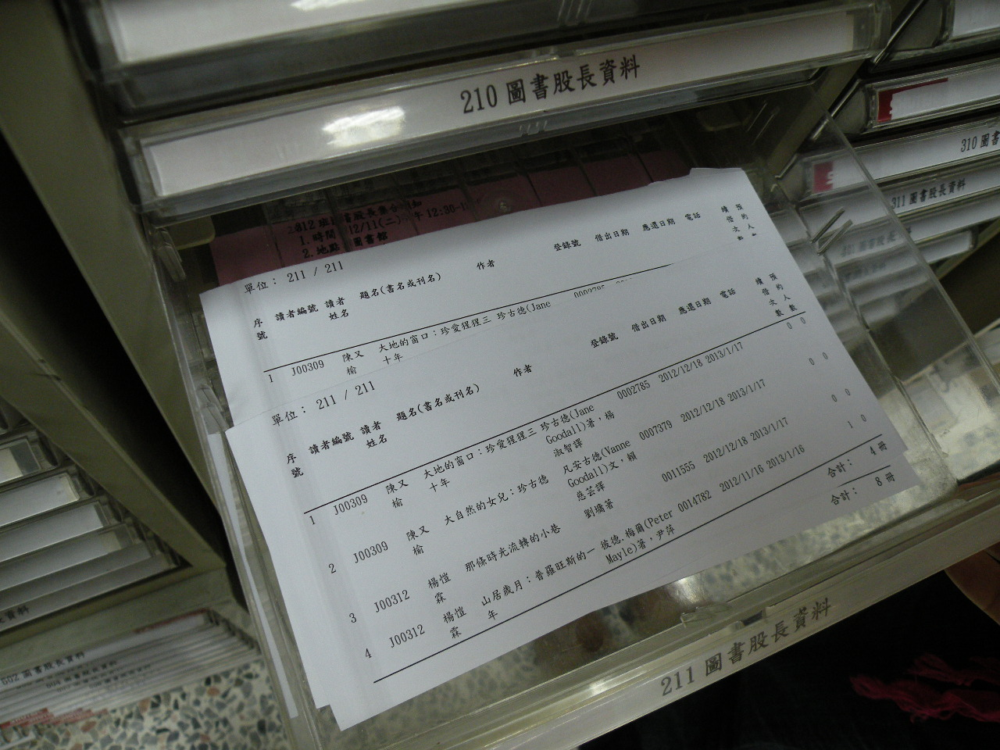 210 圖書股長資料
310 圖書
311 圖書股長資料
1. 時間
12/11(二)
午 12:30-1
2. 地點
圖書館
單位： 211 / 211
序號 讀者編號 讀者姓名 題名(書名或刊名) 作者 登錄號 借出日期 應還日期 電話 續借次數 預約人
1 J00309 陳又榆 大地的窗口：珍愛猩猩三十年 珍古德(Jane 0002785
單位： 211 / 211
序號 讀者編號 讀者姓名 題名(書名或刊名) 作者 登錄號 借出日期 應還日期 電話 續借次數 預約人數
1 J00309 陳又榆 大地的窗口：珍愛猩猩三十年 珍古德(Jane Goodall)著，楊淑智譯 0002785 2012/12/18 2013/1/17 0 0
2 J00309 陳又榆 大自然的女兒：珍古德 凡安古德(Vanne Goodall)文，賴慈芸譯 0007379 2012/12/18 2013/1/17 0 0
3 J00312 楊愷霖 那條時光流轉的小巷 劉墉著 0011555 2012/12/18 2013/1/17 0 0
4 J00312 楊愷霖 山居歲月：普羅旺斯的一年 彼德.梅爾(Peter Mayle)著，尹萍 0014782 2012/11/16 2013/1/16 1 0
合計： 4 冊
合計： 8 冊
211 圖書股長資料
502 圖書股長資料